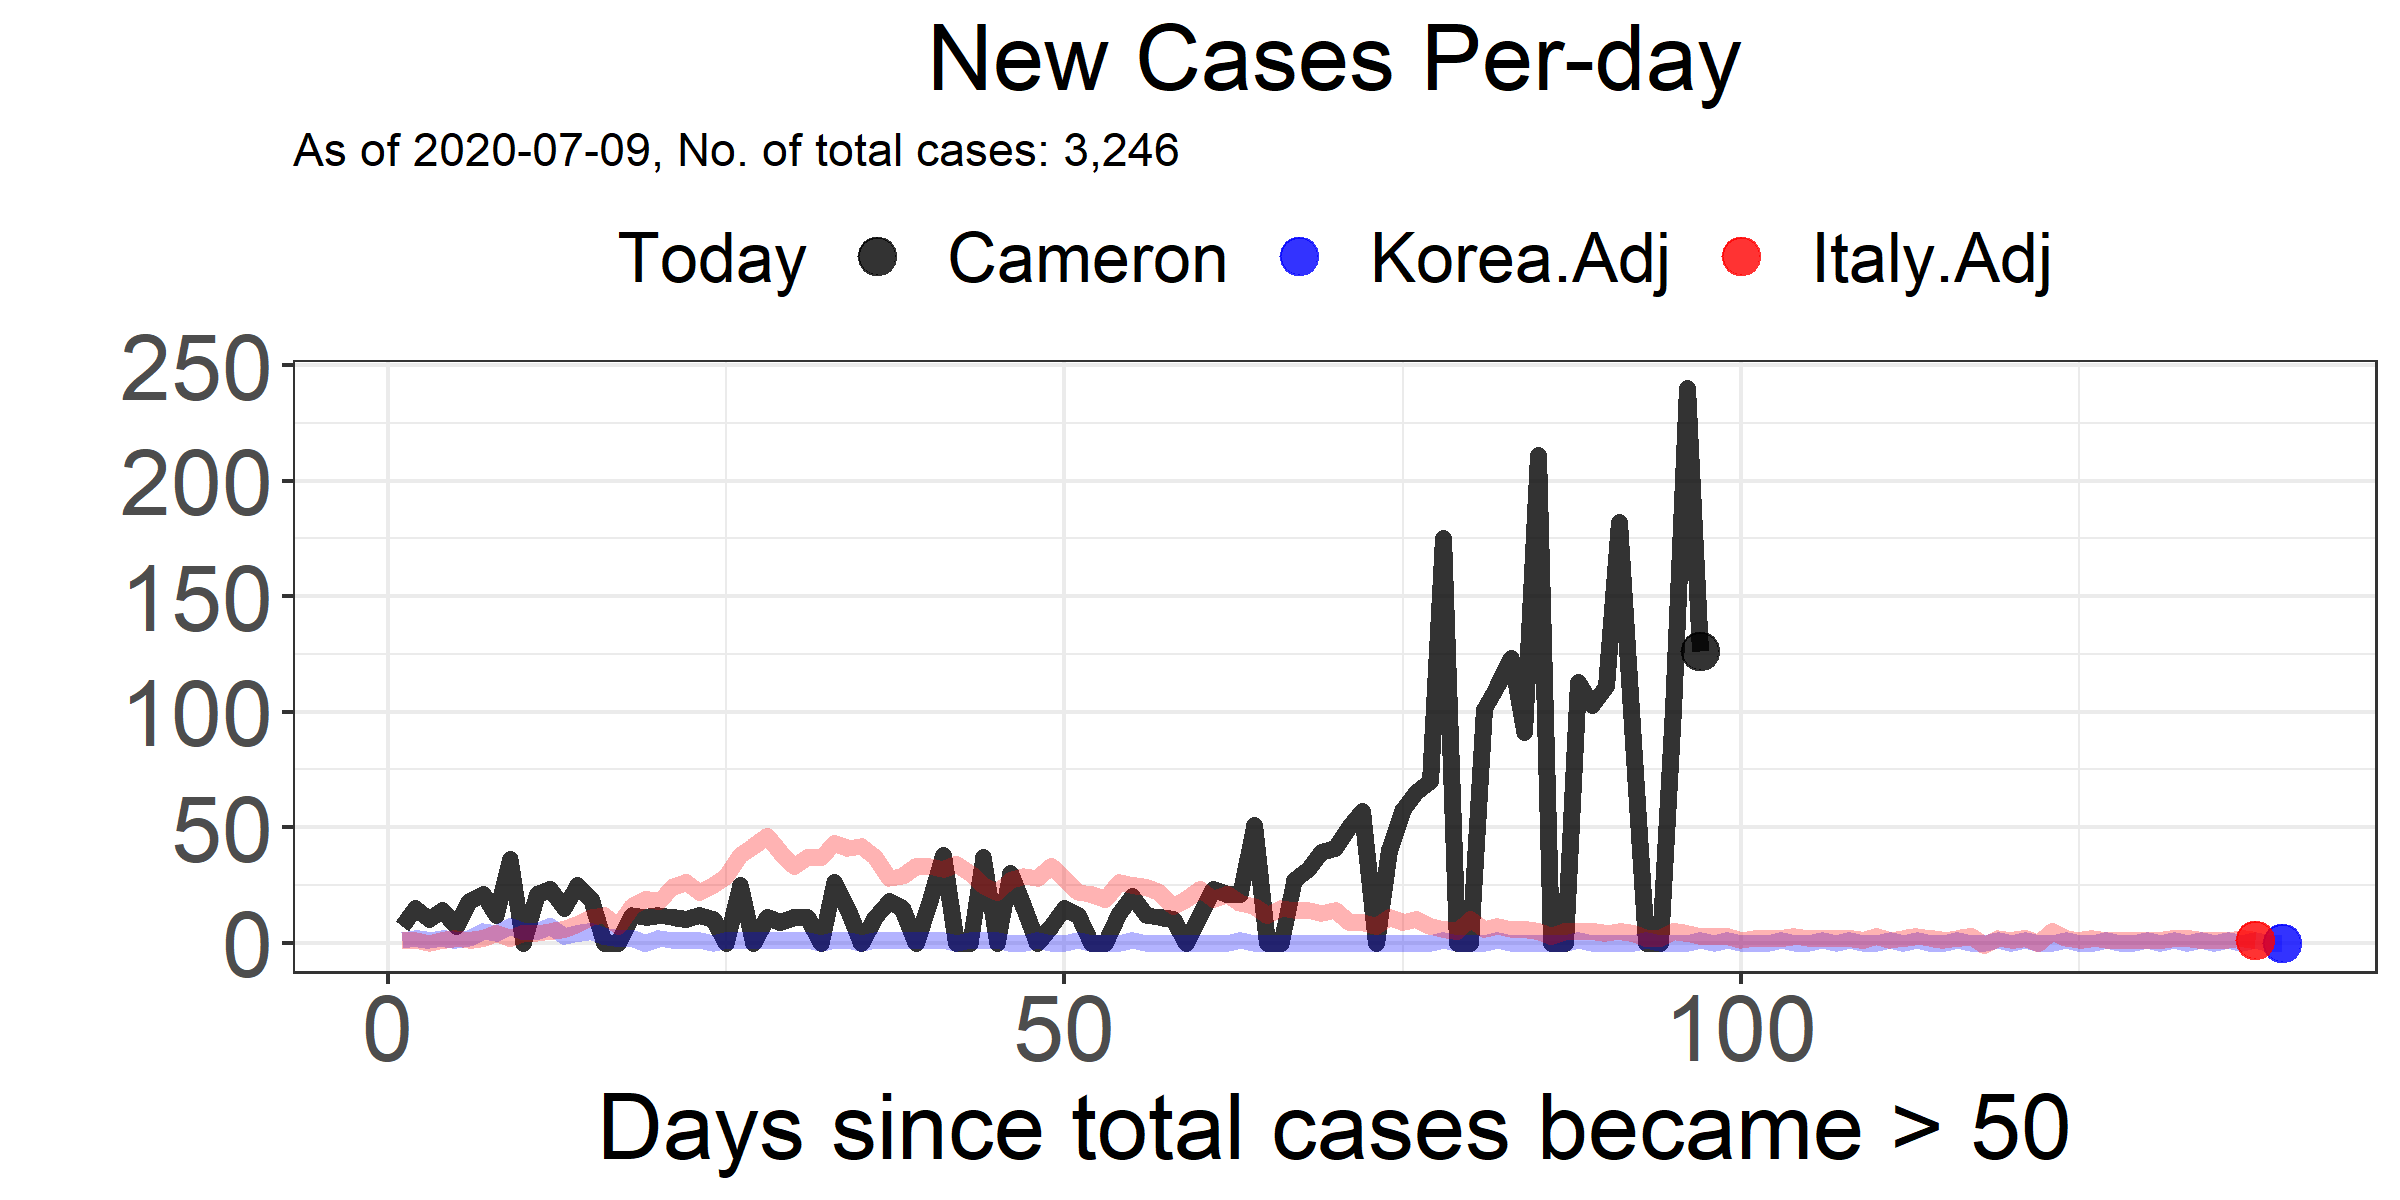 New Cases Per-day
As of 2020-07-09, No. of total cases: 3,246
Today Cameron Korea.Adj Italy.Adj
250
200
150
100
50
0
0 50 100
Days since total cases became > 50